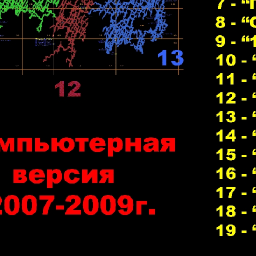 13
12
мпьютерная
версия
2007-2009г.
7 - “
8 - “
9 - “
10 - “
11 - “
12 - “
13 - “
14 - “
15 - “
16 - “
17 - “
18 - “
19 - “